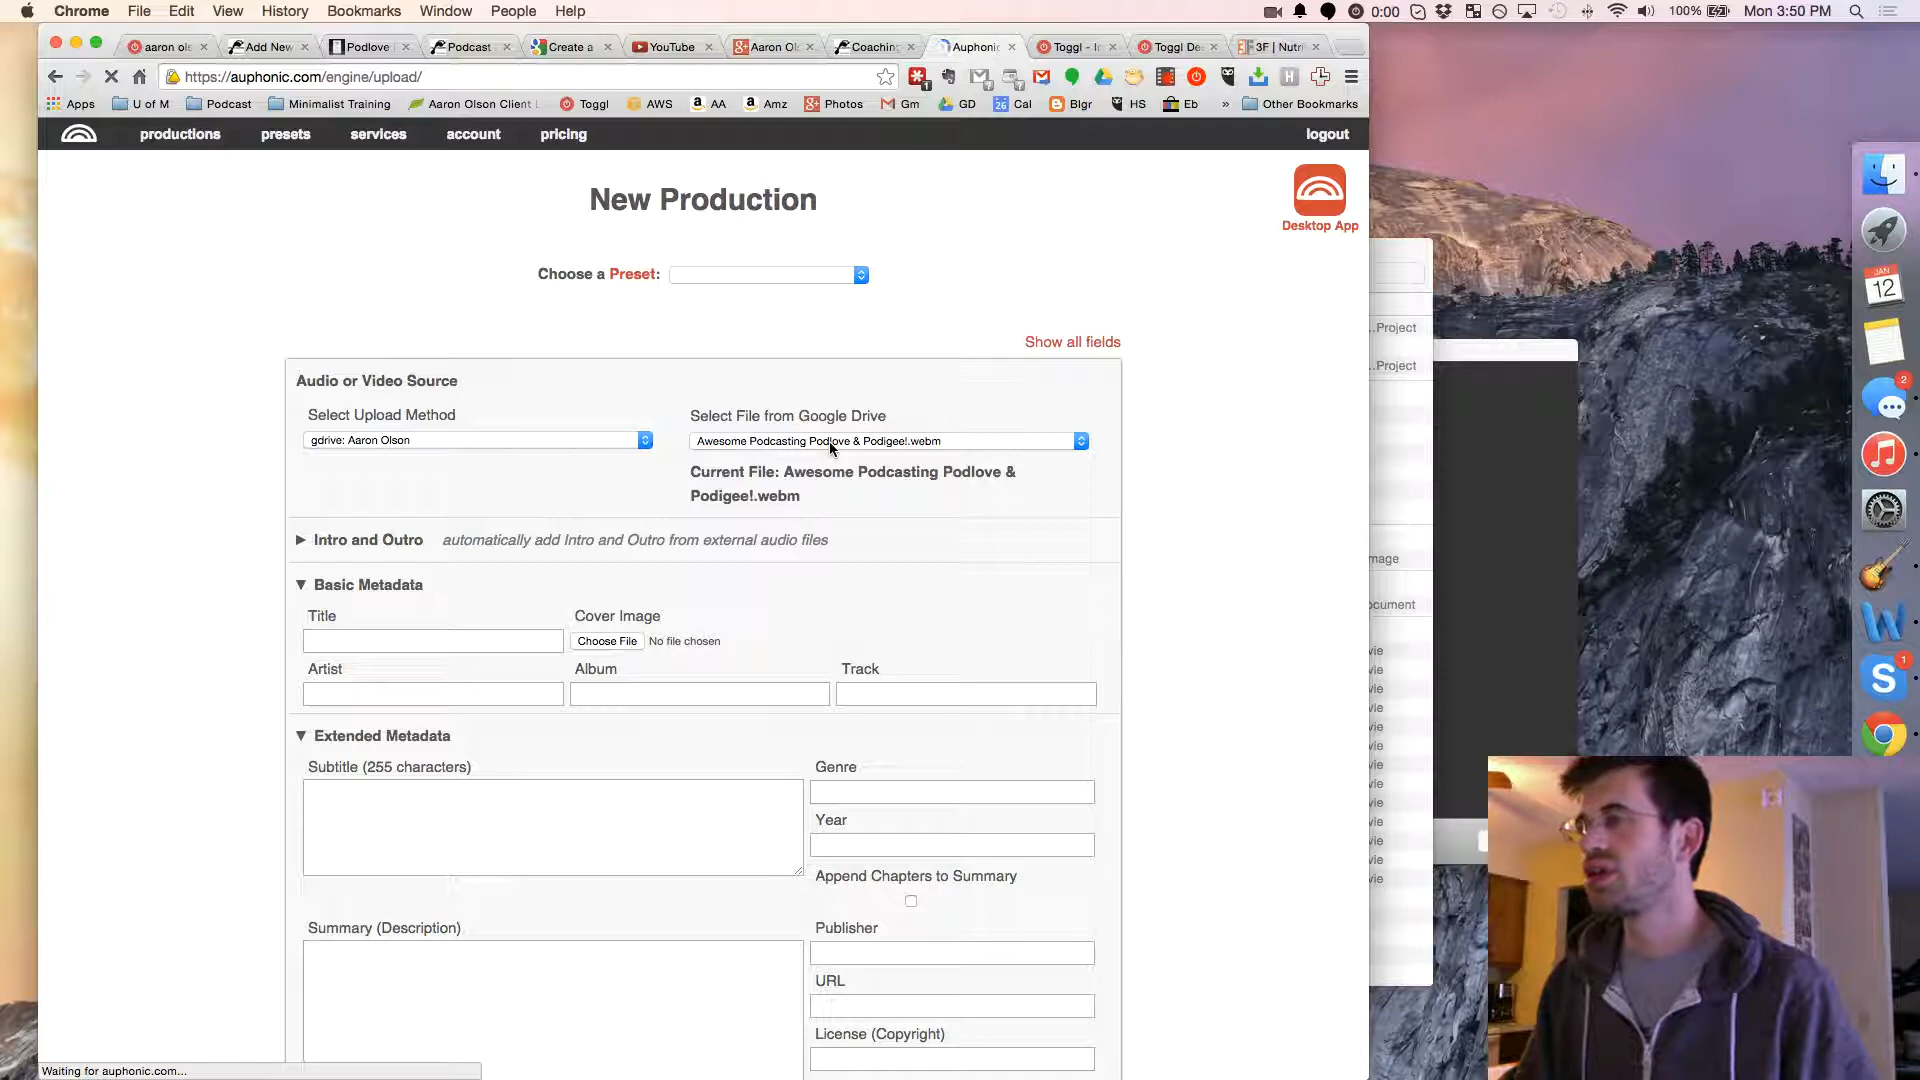 Chrome File Edit View History Bookmarks Window People Help 0:00 100% Mon 3:50 PM
aaron ole Add New Podlove Podcast Create a YouTube Aaron Ol Coaching Auphonic Toggl - I Toggl De 3F | Nutri
https://auphonic.com/engine/upload/
Apps U of M Podcast Minimalist Training Aaron Olson Client Toggl AWS AA Amz Photos Gm GD Cal Blgr HS Eb » Other Bookmarks
productions presets services account pricing logout
New Production
Desktop App
Choose a Preset:
Show all fields
Audio or Video Source
Select Upload Method
Select File from Google Drive
gdrive: Aaron Olson
Awesome Podcasting Podlove & Podigee!.webm
Current File: Awesome Podcasting Podlove &
Podigee!.webm
Intro and Outro automatically add Intro and Outro from external audio files
Basic Metadata
Title Cover Image
Choose File No file chosen
Artist Album Track
Extended Metadata
Subtitle (255 characters) Genre
Year
Append Chapters to Summary
Summary (Description) Publisher
URL
License (Copyright)
Waiting for auphonic.com...
...Project
...Project
JAN
12
2
1